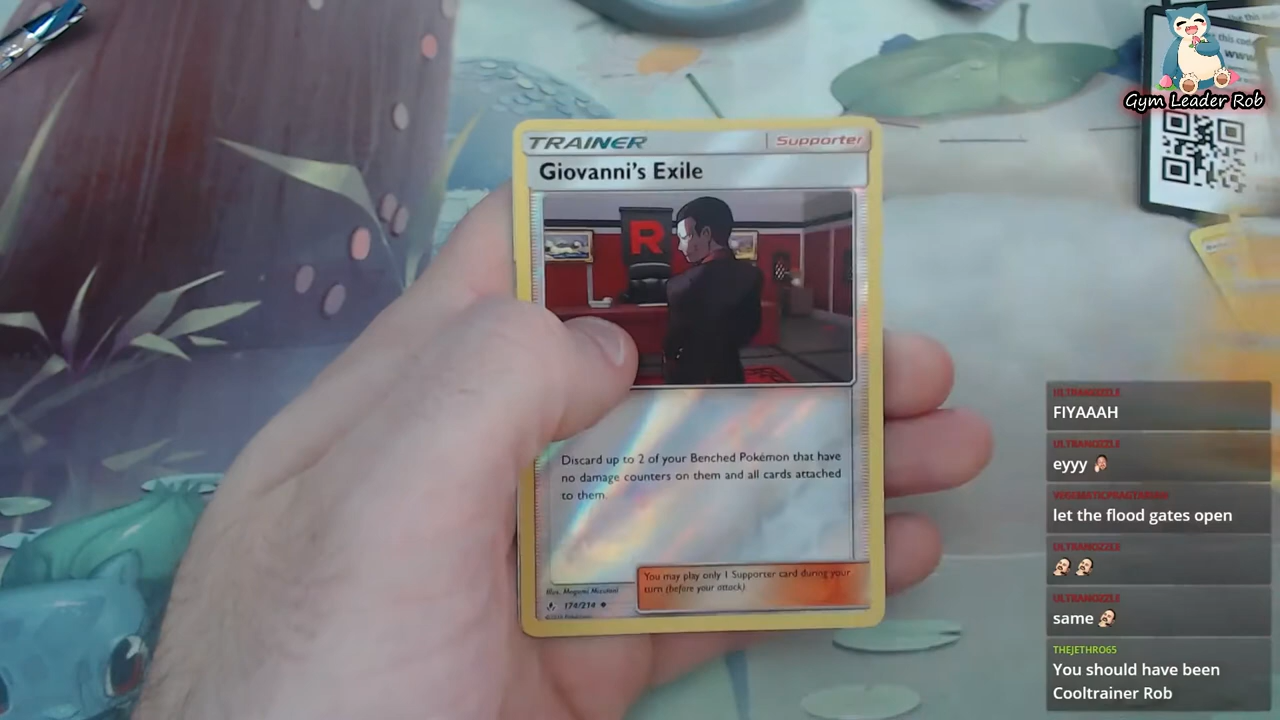 TRAINER
Supporter
Giovanni's Exile
R
Discard up to 2 of your Benched Pokémon that have
no damage counters on them and all cards attached
to them.
You may play only 1 Supporter card during your
turn (before your attack)
Illus. Megumi Mizutani
174/214
Gym Leader Rob
FIYAAAH
eyyy
let the flood gates open
same
THEJETHRO65
You should have been
Cooltrainer Rob